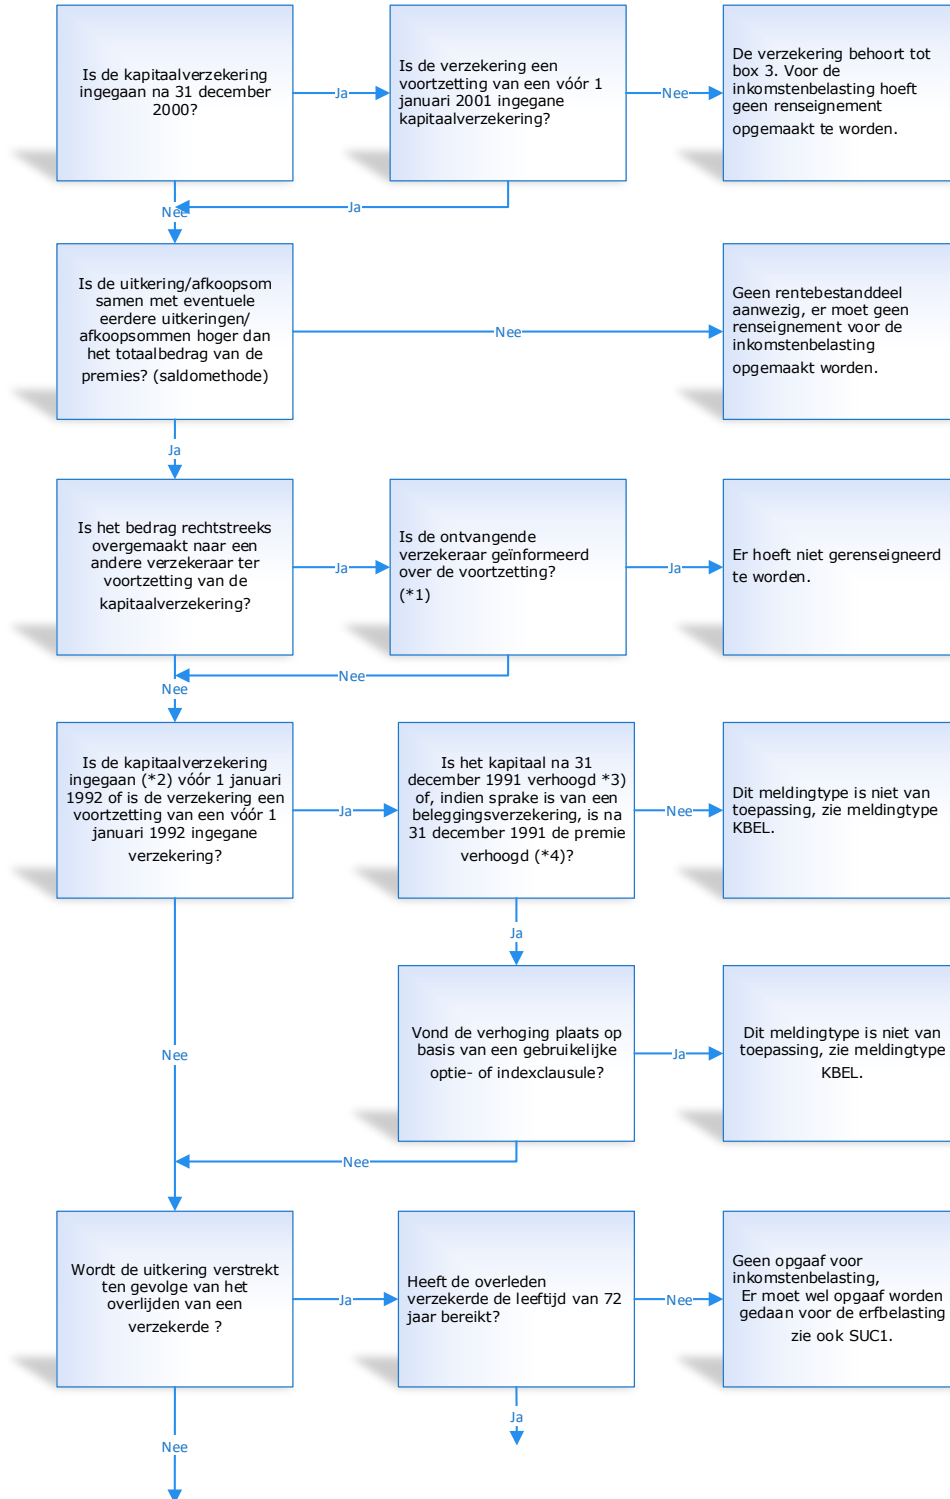 Is de kapitaalverzekering
ingegaan na 31 december
2000?
Ja
Is de verzekering een
voortzetting van een vóór 1
januari 2001 ingegane
kapitaalverzekering?
Nee
De verzekering behoort tot
box 3. Voor de
inkomstenbelasting hoeft
geen renseignement
opgemaakt te worden.
Ja
Nee
Is de uitkering/afkoopsom
samen met eventuele
eerdere uitkeringen/
afkoopsommen hoger dan
het totaalbedrag van de
premies? (saldomethode)
Nee
Geen rentebestanddeel
aanwezig, er moet geen
renseignement voor de
inkomstenbelasting
opgemaakt worden.
Ja
Is het bedrag rechtstreeks
overgemaakt naar een
andere verzekeraar ter
voortzetting van de
kapitaalverzekering?
Ja
Is de ontvangende
verzekeraar geïnformeerd
over de voortzetting?
(*1)
Ja
Er hoeft niet gerenseigneerd
te worden.
Nee
Nee
Is de kapitaalverzekering
ingegaan (*2) vóór 1 januari
1992 of is de verzekering een
voortzetting van een vóór 1
januari 1992 ingegane
verzekering?
Ja
Is het kapitaal na 31
december 1991 verhoogd *3)
of, indien sprake is van een
beleggingsverzekering, is na
31 december 1991 de premie
verhoogd (*4)?
Nee
Dit meldingtype is niet van
toepassing, zie meldingtype
KBEL.
Ja
Nee
Vond de verhoging plaats op
basis van een gebruikelijke
optie- of indexclausule?
Ja
Dit meldingtype is niet van
toepassing, zie meldingtype
KBEL.
Nee
Wordt de uitkering verstrekt
ten gevolge van het
overlijden van een
verzekerde ?
Ja
Heeft de overleden
verzekerde de leeftijd van 72
jaar bereikt?
Nee
Geen opgaaf voor
inkomstenbelasting,
Er moet wel opgaaf worden
gedaan voor de erfbelasting
zie ook SUC1.
Ja
Nee